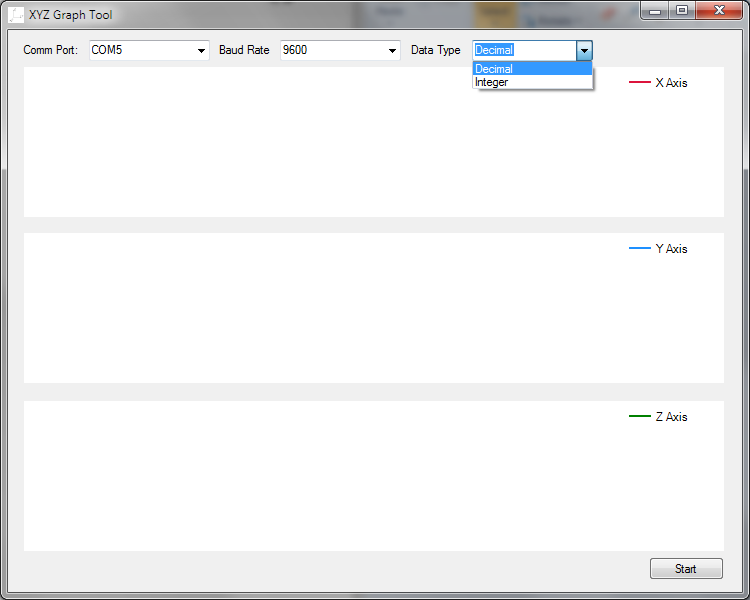 XYZ Graph Tool
Comm Port: COM5 Baud Rate 9600 Data Type Decimal
Decimal
Integer
X Axis
Y Axis
Z Axis
Start